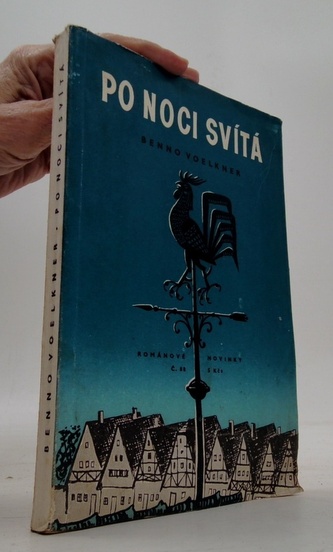 PO NOCI SVÍTÁ
BENNO VOELKNER
ROMÁNOVÉ NOVINKY
BENNO VOELKNER - PO NOCI SVÍTÁ